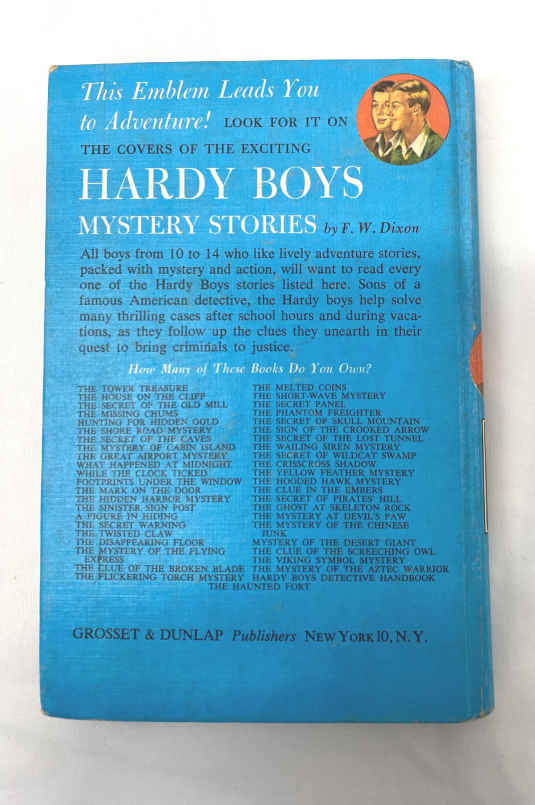 This Emblem Leads You
to Adventure! LOOK FOR IT ON
THE COVERS OF THE EXCITING
HARDY BOYS
MYSTERY STORIES by F. W. Dixon
All boys from 10 to 14 who like lively adventure stories,
packed with mystery and action, will want to read every
one of the Hardy Boys stories listed here. Sons of a
famous American detective, the Hardy boys help solve
many thrilling cases after school hours and during vaca-
tions, as they follow up the clues they unearth in their
quest to bring criminals to justice.
How Many of These Books Do You Own?
THE TOWER TREASURE
THE HOUSE ON THE CLIFF
THE SECRET OF THE OLD MILL
THE MISSING CHUMS
HUNTING FOR HIDDEN GOLD
THE SHORE ROAD MYSTERY
THE SECRET OF THE CAVES
THE MYSTERY OF CABIN ISLAND
THE GREAT AIRPORT MYSTERY
WHAT HAPPENED AT MIDNIGHT
WHILE THE CLOCK TICKED
FOOTPRINTS UNDER THE WINDOW
THE MARK ON THE DOOR
THE HIDDEN HARBOR MYSTERY
THE SINISTER SIGN POST
A FIGURE IN HIDING
THE SECRET WARNING
THE TWISTED CLAW
THE DISAPPEARING FLOOR
THE MYSTERY OF THE FLYING
EXPRESS
THE CLUE OF THE BROKEN BLADE
THE FLICKERING TORCH MYSTERY
THE MELTED COINS
THE SHORT-WAVE MYSTERY
THE SECRET PANEL
THE PHANTOM FREIGHTER
THE SECRET OF SKULL MOUNTAIN
THE SIGN OF THE CROOKED ARROW
THE SECRET OF THE LOST TUNNEL
THE WAILING SIREN MYSTERY
THE SECRET OF WILDCAT SWAMP
THE CRISSCROSS SHADOW
THE YELLOW FEATHER MYSTERY
THE HOODED HAWK MYSTERY
THE CLUE IN THE EMBERS
THE SECRET OF PIRATES' HILL
THE GHOST AT SKELETON ROCK
THE MYSTERY AT DEVIL'S PAW
THE MYSTERY OF THE CHINESE
JUNK
MYSTERY OF THE DESERT GIANT
THE CLUE OF THE SCREECHING OWL
THE VIKING SYMBOL MYSTERY
THE MYSTERY OF THE AZTEC WARRIOR
HARDY BOYS DETECTIVE HANDBOOK
THE HAUNTED FORT
GROSSET & DUNLAP Publishers NEW YORK 10, N. Y.